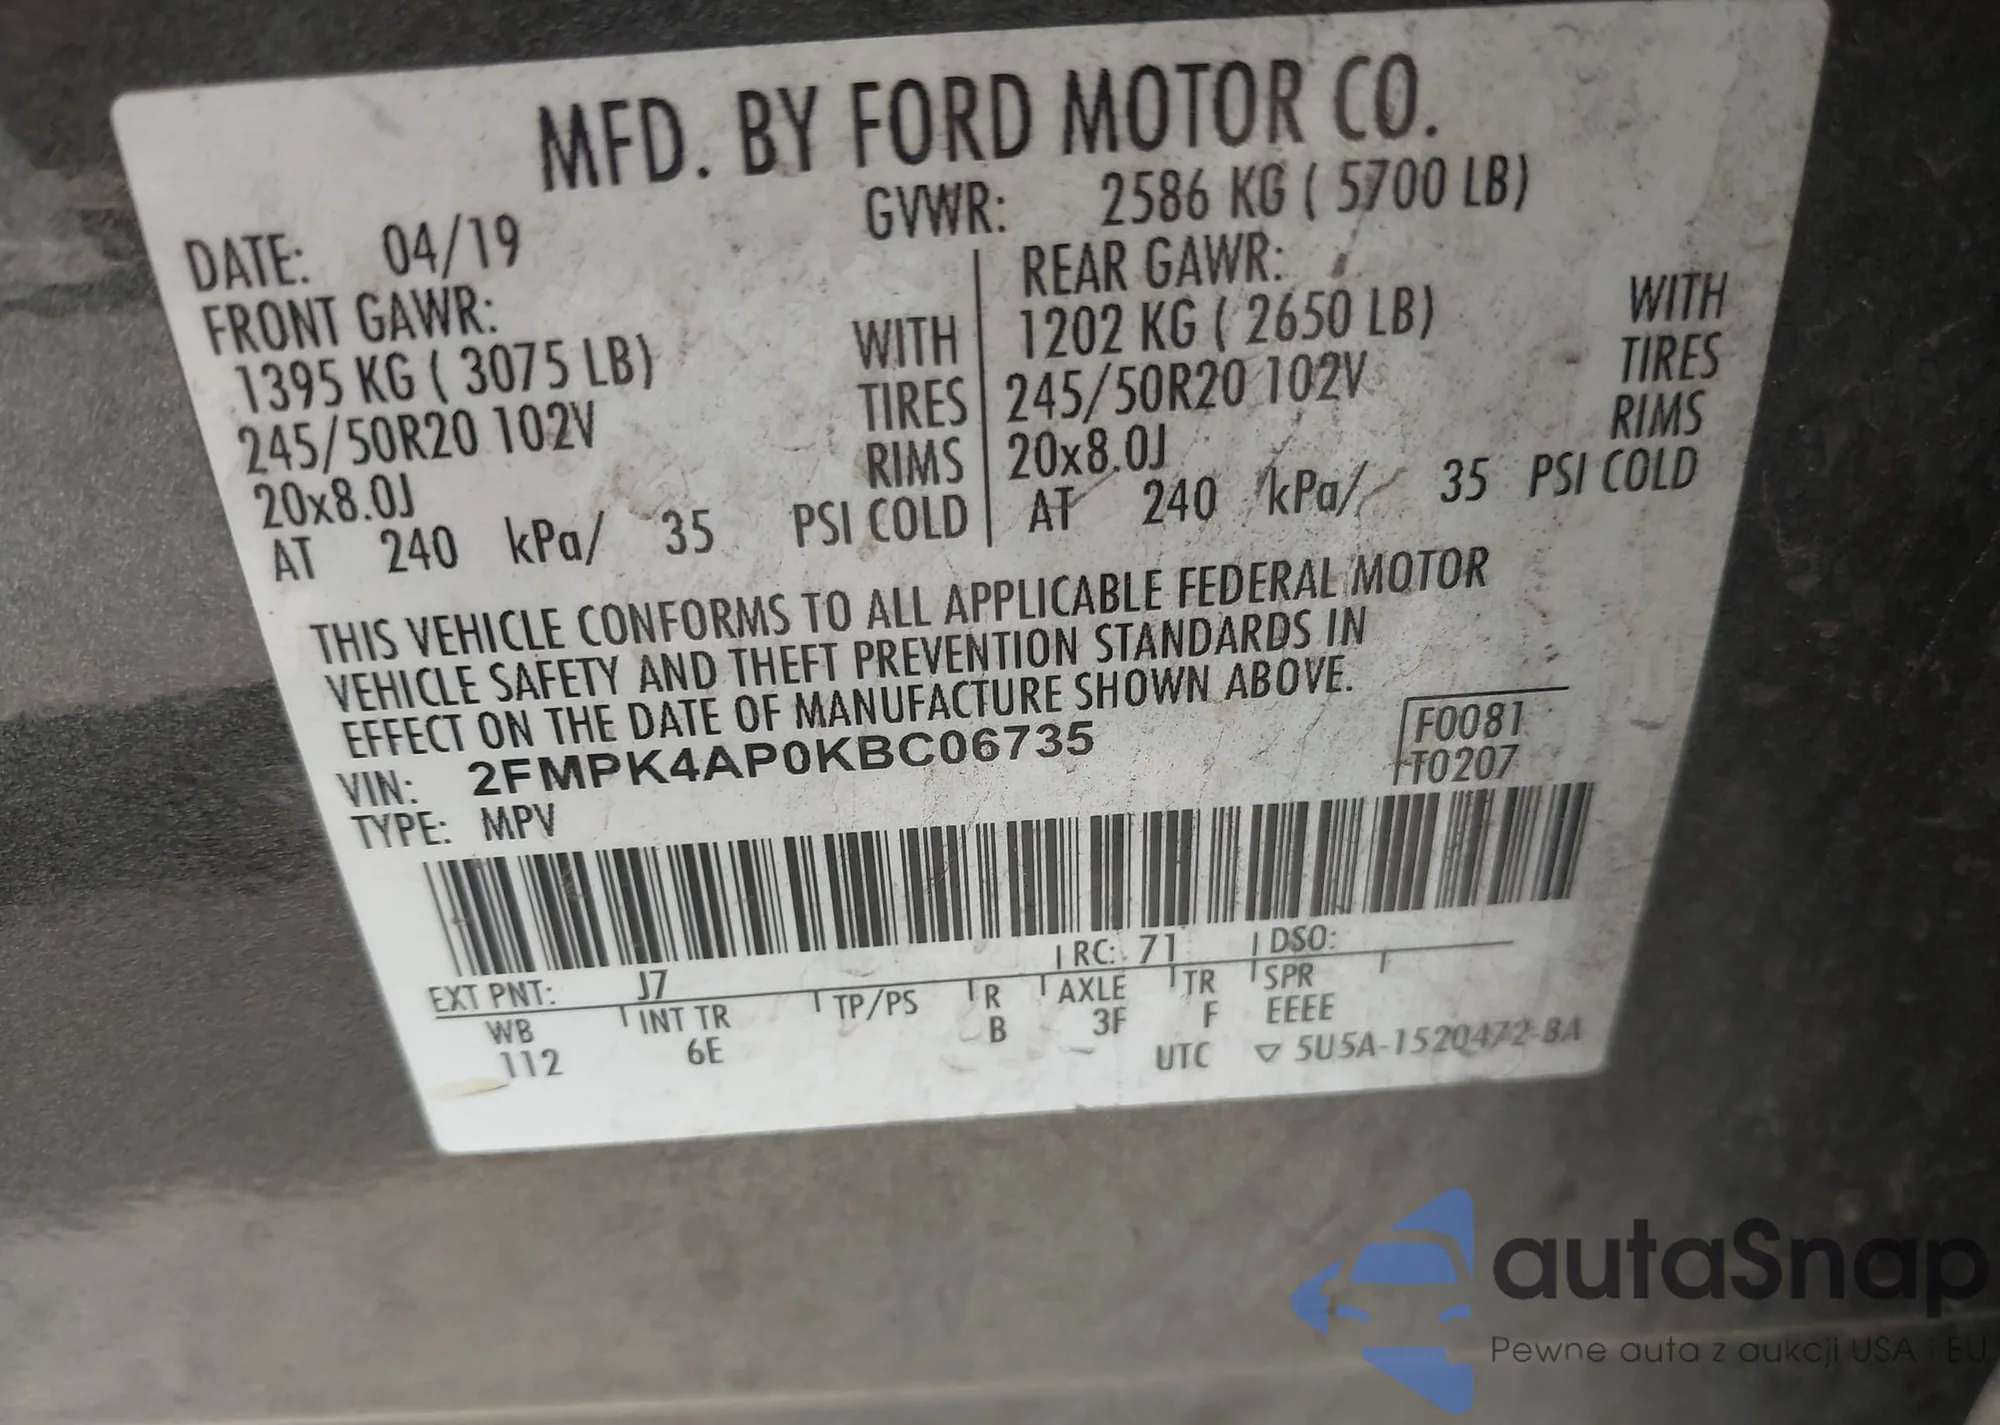 MFD. BY FORD MOTOR CO.
DATE: 04/19 GVWR: 2586 KG ( 5700 LB)
FRONT GAWR: REAR GAWR:
1395 KG ( 3075 LB) WITH 1202 KG ( 2650 LB) WITH
245/50R20 102V TIRES 245/50R20 102V TIRES
20x8.0J RIMS 20x8.0J RIMS
AT 240 kPa/ 35 PSI COLD AT 240 kPa/ 35 PSI COLD
THIS VEHICLE CONFORMS TO ALL APPLICABLE FEDERAL MOTOR
VEHICLE SAFETY AND THEFT PREVENTION STANDARDS IN
EFFECT ON THE DATE OF MANUFACTURE SHOWN ABOVE.
VIN: 2FMPK4AP0KBC06735 F0081
TYPE: MPV T0207
EXT PNT: J7 RC: 71 DSO:
WB INT TR TP/PS R AXLE TR SPR
112 6E B 3F F EEEE
UTC ▽ 5U5A-1520472-BA
autaSnap
Pewne auta z aukcji USA · EU